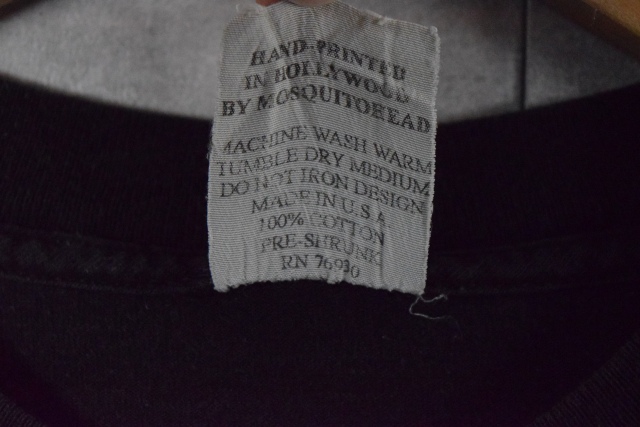 HAND-PRINTED
IN HOLLYWOOD
BY MOSQUITOHEAD
MACHINE WASH WARM
TUMBLE DRY MEDIUM
DO NOT IRON DESIGN
MADE IN U.S.A
100% COTTON
PRE-SHRUNK
RN 76930